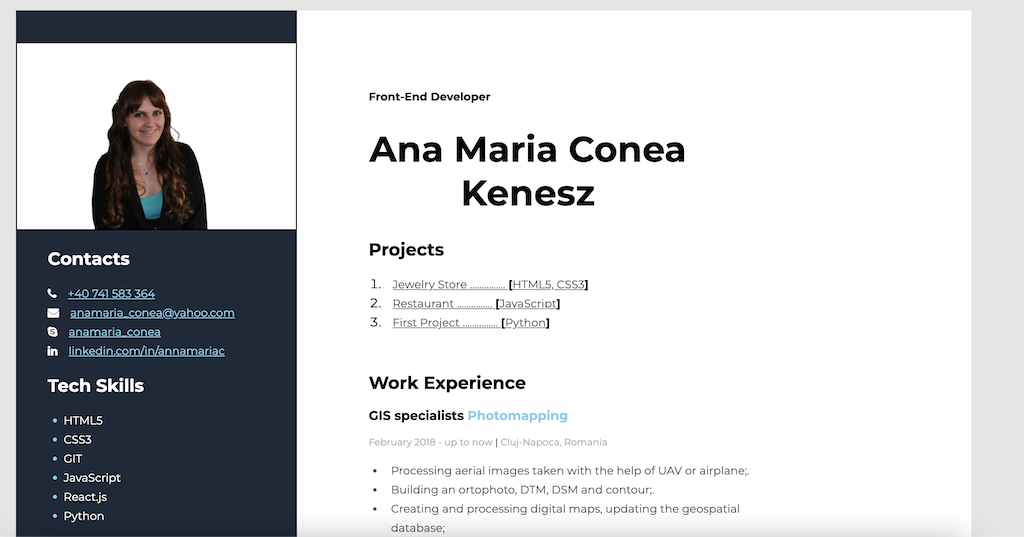 Contacts
+40 741 583 364
anamaria_conea@yahoo.com
anamaria_conea
linkedin.com/in/annamariac
Tech Skills
• HTML5
• CSS3
• GIT
• JavaScript
• React.js
• Python
Front-End Developer
Ana Maria Conea
Kenesz
Projects
1. Jewelry Store ............... [HTML5, CSS3]
2. Restaurant ............... [JavaScript]
3. First Project ............... [Python]
Work Experience
GIS specialists Photomapping
February 2018 - up to now | Cluj-Napoca, Romania
• Processing aerial images taken with the help of UAV or airplane;.
• Building an ortophoto, DTM, DSM and contour;.
• Creating and processing digital maps, updating the geospatial
database;